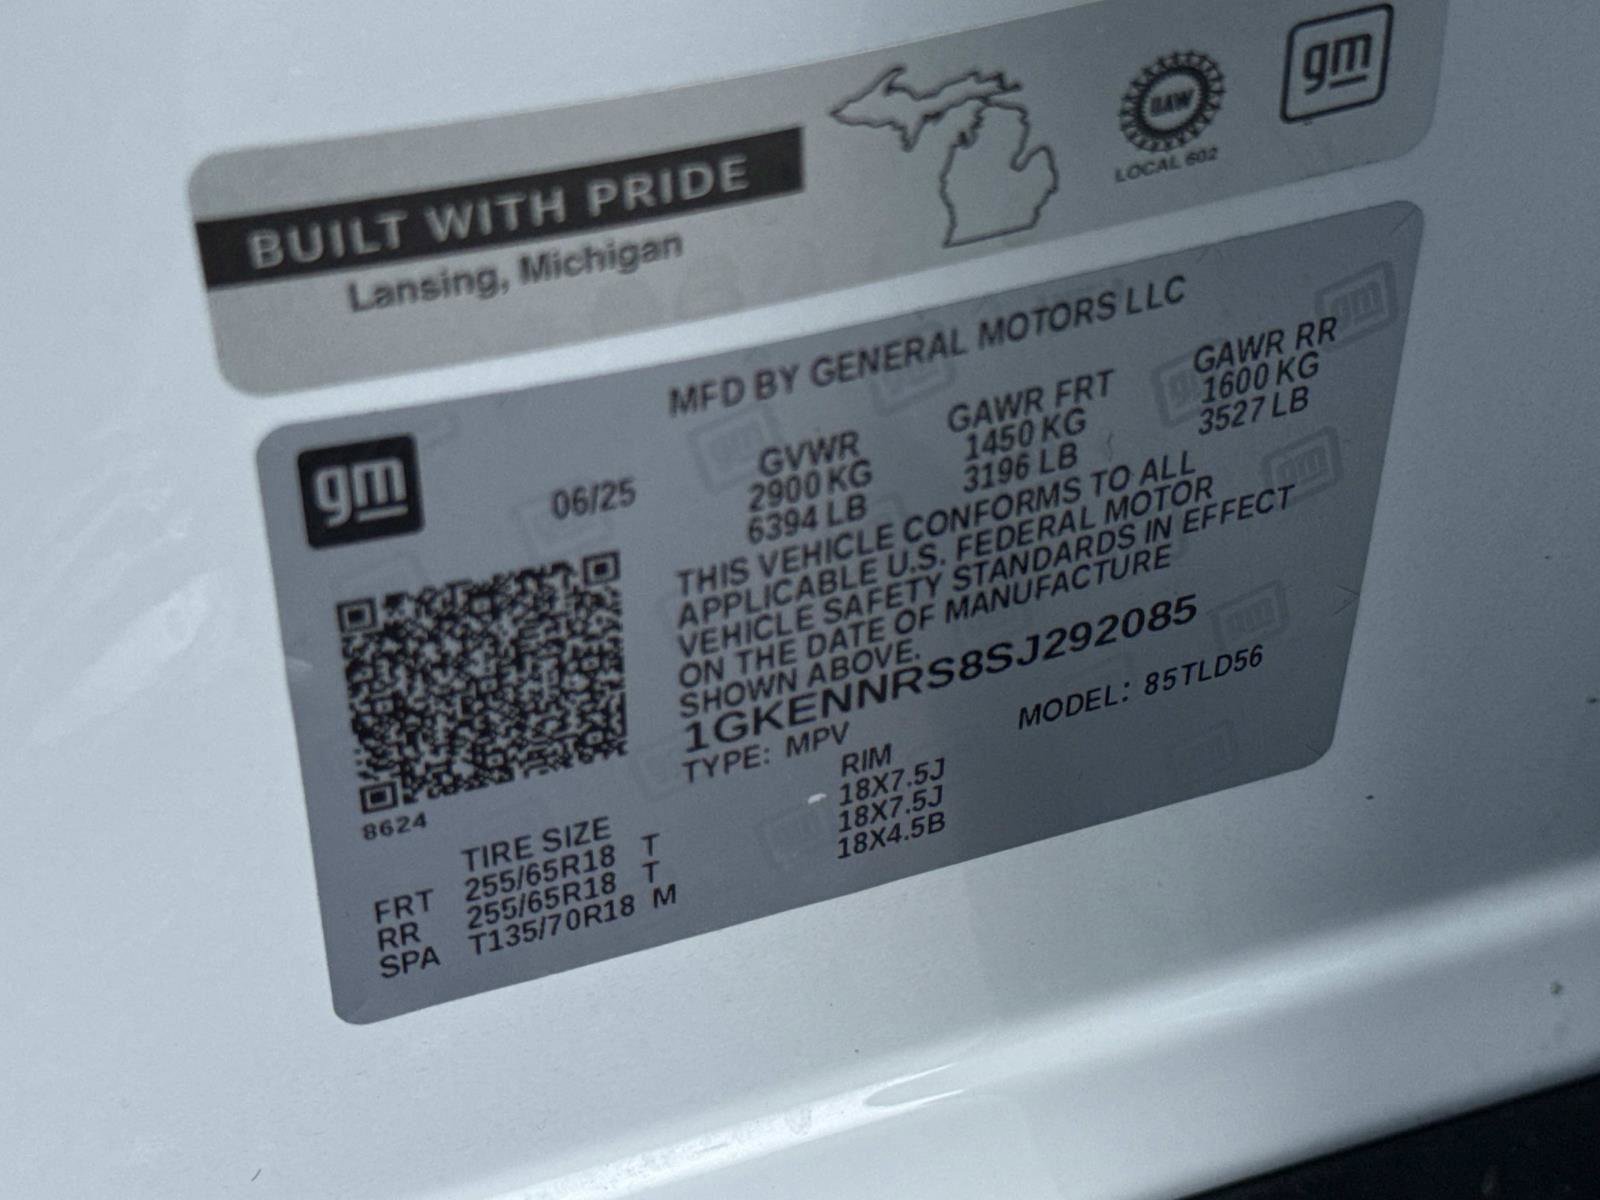 BUILT WITH PRIDE
Lansing, Michigan
UAW
LOCAL 602
gm
gm
MFD BY GENERAL MOTORS LLC
06/25
GVWR
2900 KG
6394 LB
GAWR FRT
1450 KG
3196 LB
GAWR RR
1600 KG
3527 LB
THIS VEHICLE CONFORMS TO ALL
APPLICABLE U.S. FEDERAL MOTOR
VEHICLE SAFETY STANDARDS IN EFFECT
ON THE DATE OF MANUFACTURE
SHOWN ABOVE.
1GKENNRS8SJ292085
TYPE: MPV MODEL: 85TLD56
8624
TIRE SIZE RIM
FRT 255/65R18 T 18X7.5J
RR 255/65R18 T 18X7.5J
SPA T135/70R18 M 18X4.5B